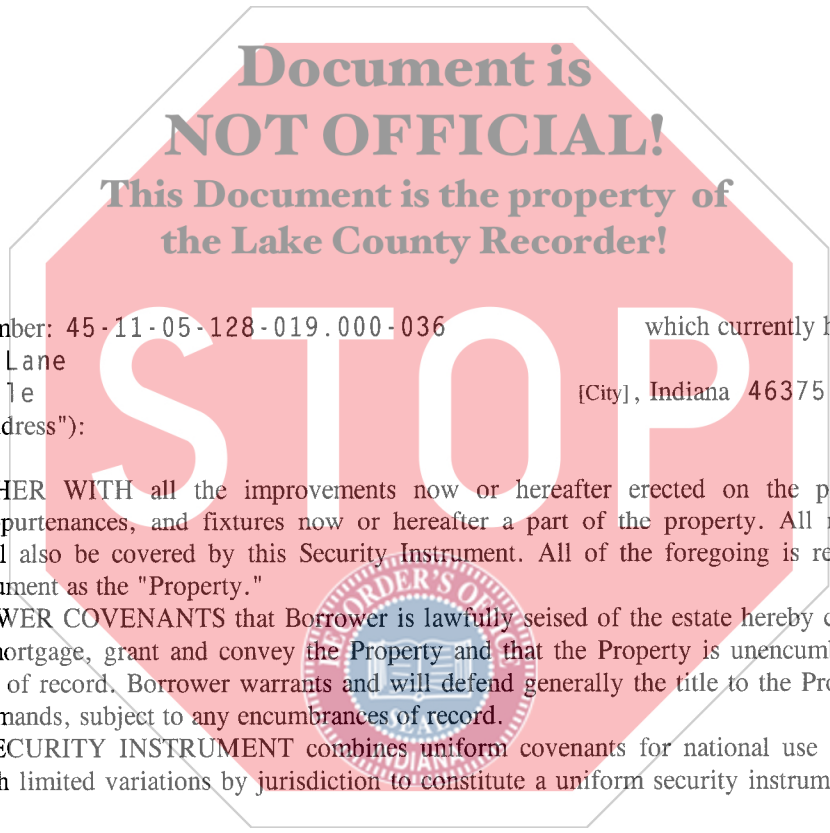 Document is
NOT OFFICIAL!
This Document is the property of
the Lake County Recorder!
STOP
mber: 45-11-05-128-019.000-036 which currently h
Lane
le [City], Indiana 46375
dress"):
HER WITH all the improvements now or hereafter erected on the p
purtenances, and fixtures now or hereafter a part of the property. All r
l also be covered by this Security Instrument. All of the foregoing is re
ument as the "Property."
WER COVENANTS that Borrower is lawfully seised of the estate hereby c
nortgage, grant and convey the Property and that the Property is unencumb
of record. Borrower warrants and will defend generally the title to the Pro
mands, subject to any encumbrances of record.
ECURITY INSTRUMENT combines uniform covenants for national use
h limited variations by jurisdiction to constitute a uniform security instrum
RECORDER'S OFFICE
SEAL
INDIANA